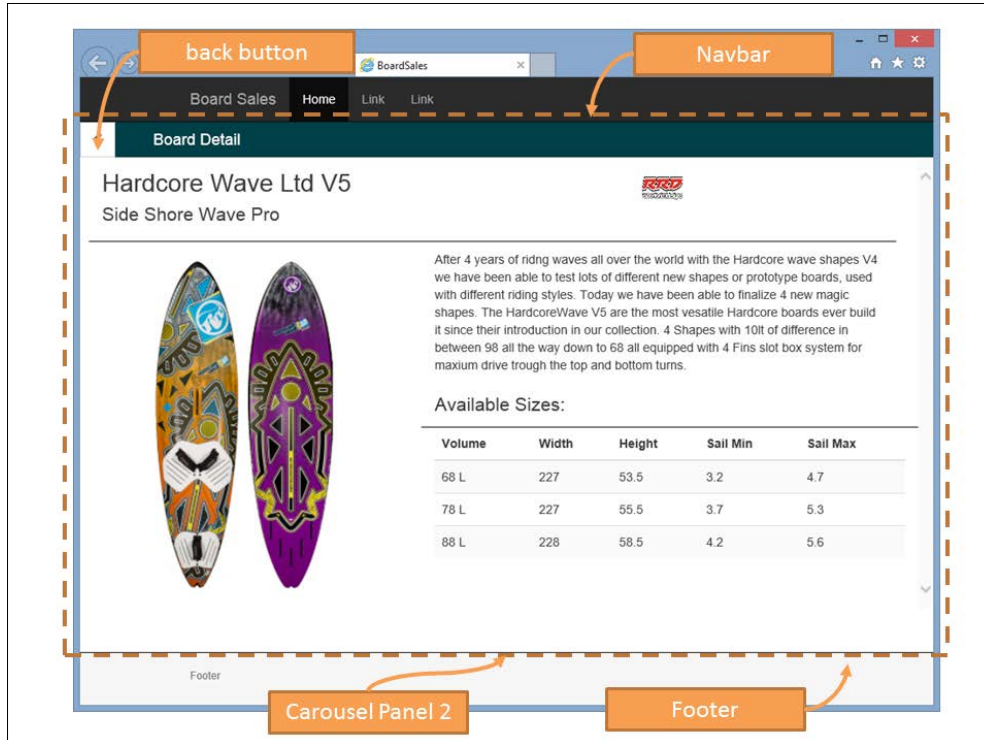 back button
Navbar
BoardSales
Board Sales Home Link Link
Board Detail
Hardcore Wave Ltd V5
RRD
Side Shore Wave Pro
After 4 years of ridng waves all over the world with the Hardcore wave shapes V4
we have been able to test lots of different new shapes or prototype boards, used
with different riding styles. Today we have been able to finalize 4 new magic
shapes. The HardcoreWave V5 are the most vesatile Hardcore boards ever build
it since their introduction in our collection. 4 Shapes with 10lt of difference in
between 98 all the way down to 68 all equipped with 4 Fins slot box system for
maxium drive trough the top and bottom turns.
Available Sizes:
Volume Width Height Sail Min Sail Max
68 L 227 53.5 3.2 4.7
78 L 227 55.5 3.7 5.3
88 L 228 58.5 4.2 5.6
Footer
Carousel Panel 2
Footer